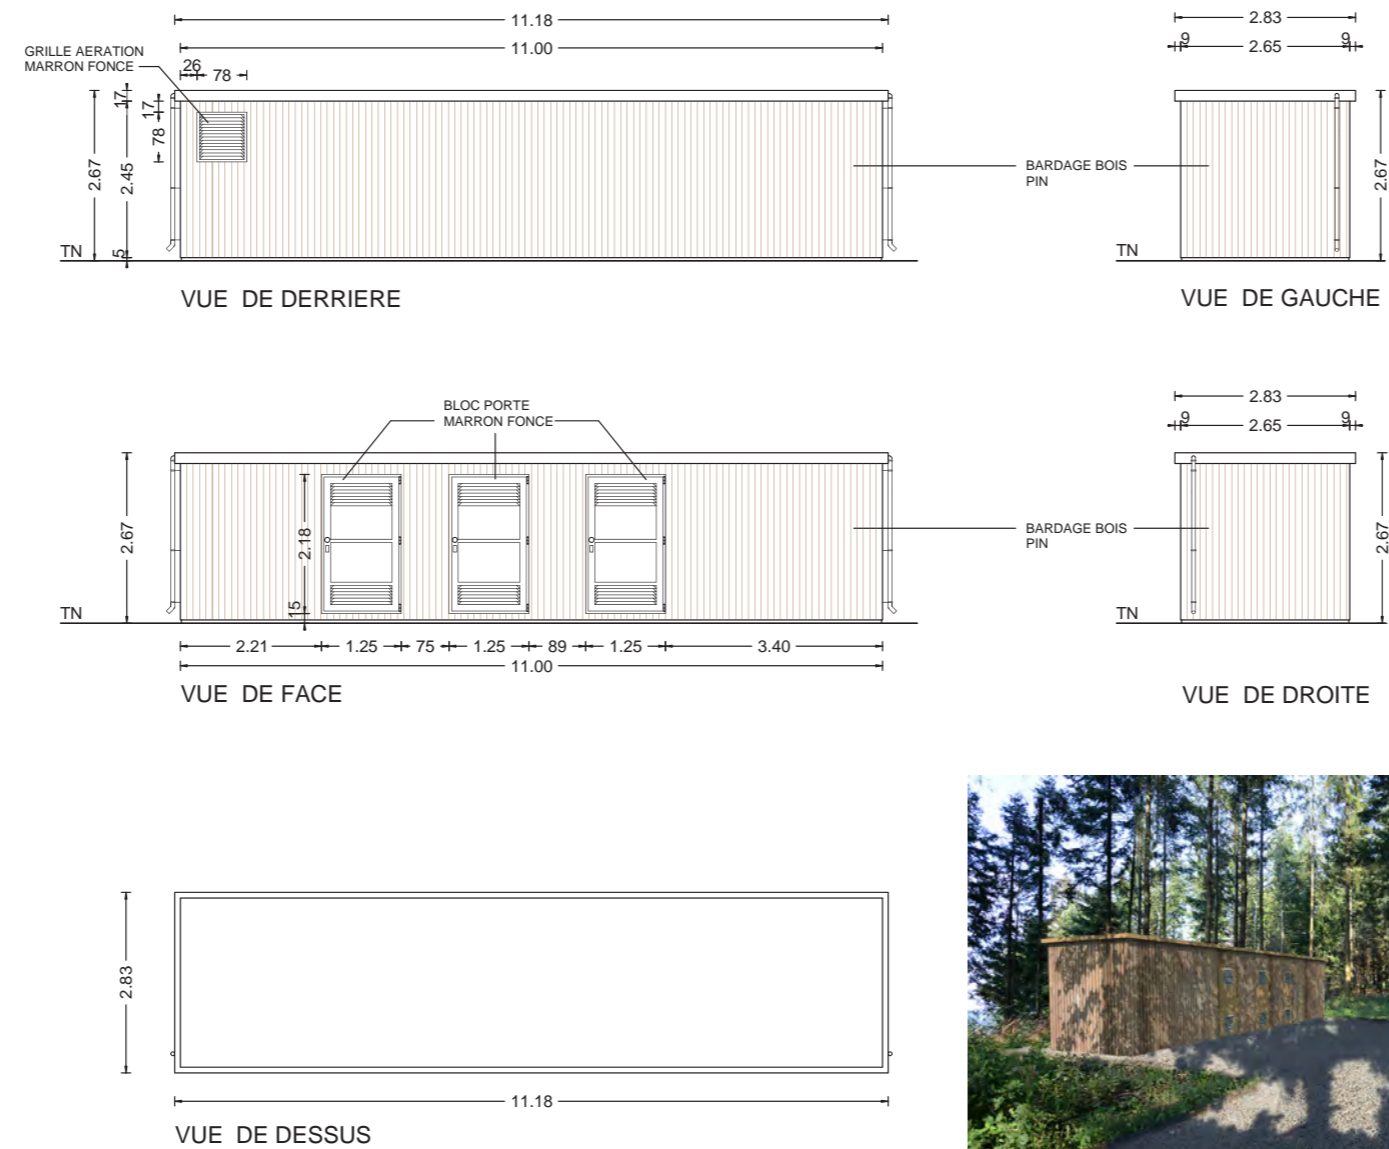 11.18
11.00
GRILLE AERATION
MARRON FONCE
26
78
17
17
78
2.67
2.45
5
TN
VUE DE DERRIERE
BARDAGE BOIS
PIN
2.83
9
2.65
9
2.67
TN
VUE DE GAUCHE
BLOC PORTE
MARRON FONCE
2.67
2.18
15
TN
2.21
1.25
75
1.25
89
1.25
3.40
11.00
VUE DE FACE
BARDAGE BOIS
PIN
2.83
9
2.65
9
2.67
TN
VUE DE DROITE
2.83
11.18
VUE DE DESSUS